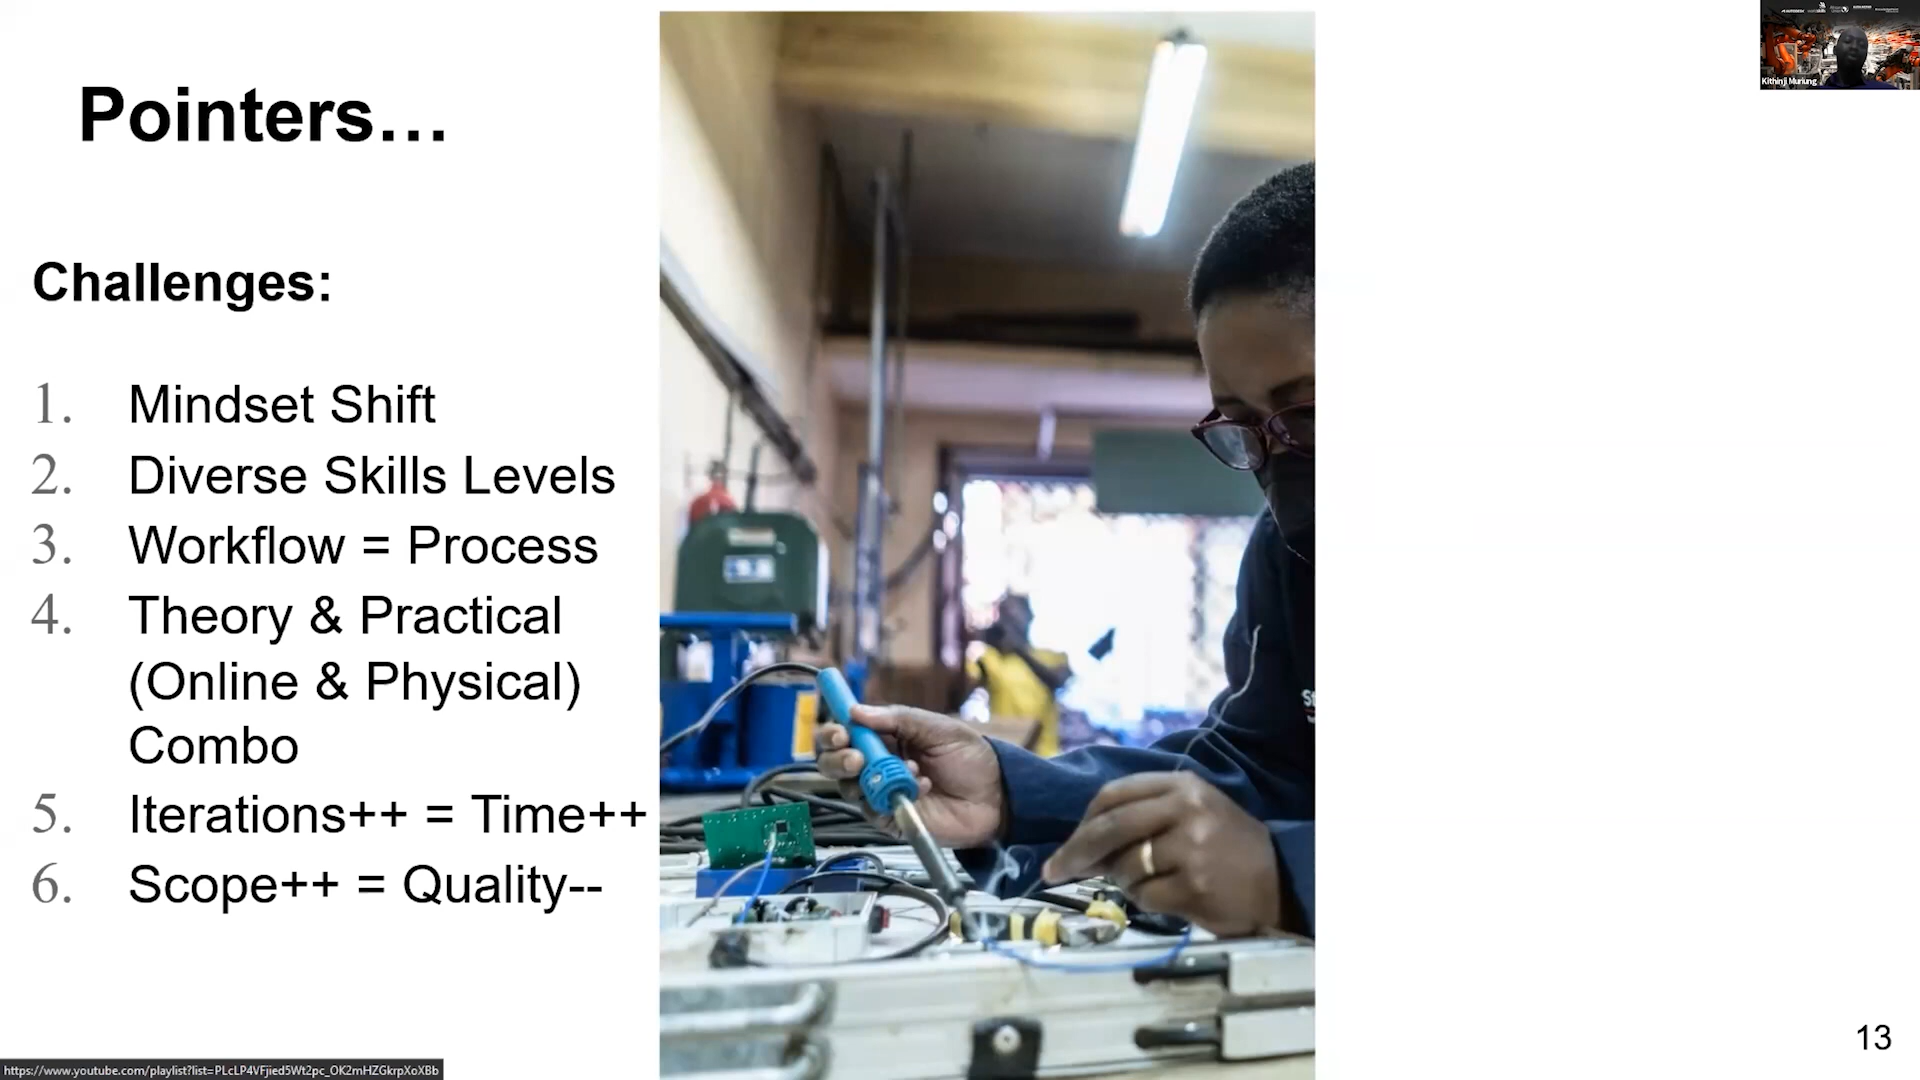 Pointers…
Challenges:
1. Mindset Shift
2. Diverse Skills Levels
3. Workflow = Process
4. Theory & Practical
(Online & Physical)
Combo
5. Iterations++ = Time++
6. Scope++ = Quality--
St
13
https://www.youtube.com/playlist?list=PLcLP4VFjied5Wt2pc_OK2mHZGkrpXoXBb